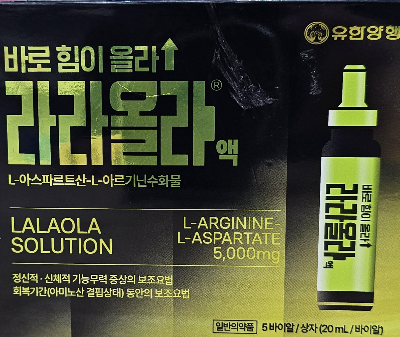 유한양행
바로 힘이 올라↑
라라올라® 액
L-아스파르트산-L-아르기닌수화물
LALAOLA
SOLUTION
L-ARGININE-
L-ASPARTATE
5,000mg
정신적·신체적 기능무력 증상의 보조요법
회복기간(아미노산 결핍상태) 동안의 보조요법
일반의약품 5 바이알 / 상자 (20 mL / 바이알)
바로 힘이 올라↑
라라올라 액